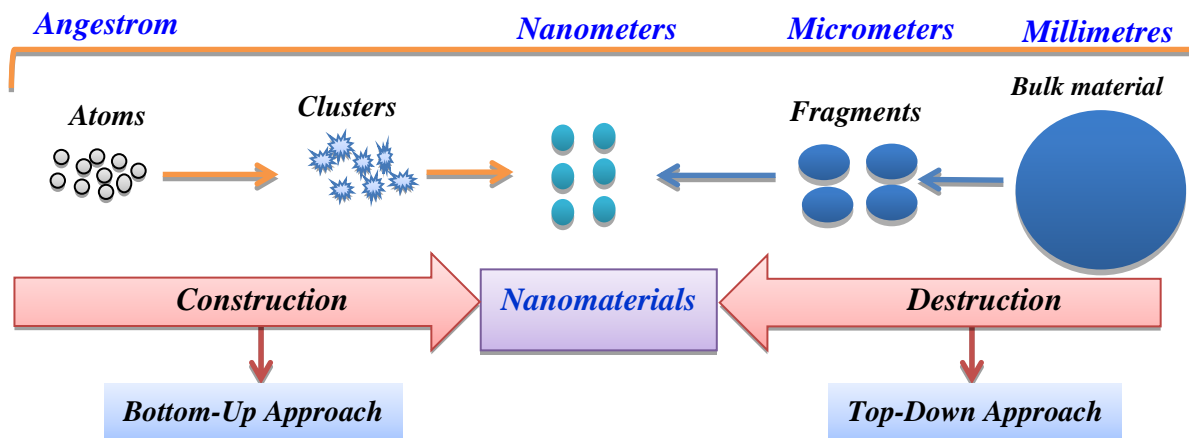 Angestrom
Nanometers
Micrometers
Millimetres
Atoms
Clusters
Fragments
Bulk material
Construction
Nanomaterials
Destruction
Bottom-Up Approach
Top-Down Approach